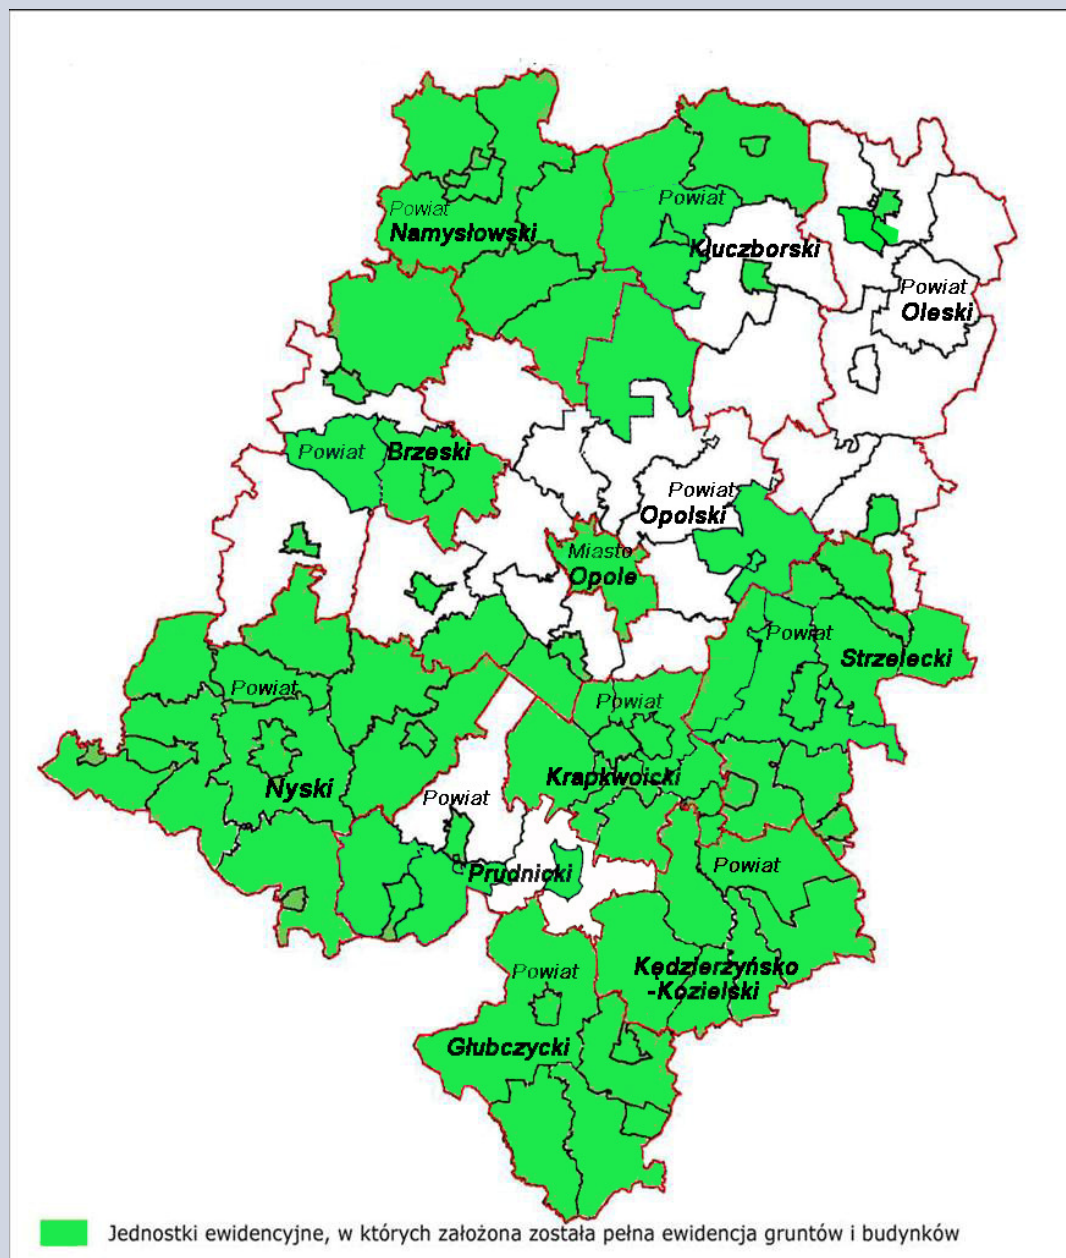 Powiat
Namysłowski
Powiat
Kluczborski
Powiat
Oleski
Powiat
Brzeski
Powiat
Opolski
Miasto
Opole
Powiat
Strzelecki
Powiat
Nyski
Powiat
Krapkwoicki
Powiat
Prudnicki
Powiat
Kędzierzyńsko
-Kozielski
Powiat
Głubczycki
Jednostki ewidencyjne, w których założona została pełna ewidencja gruntów i budynków